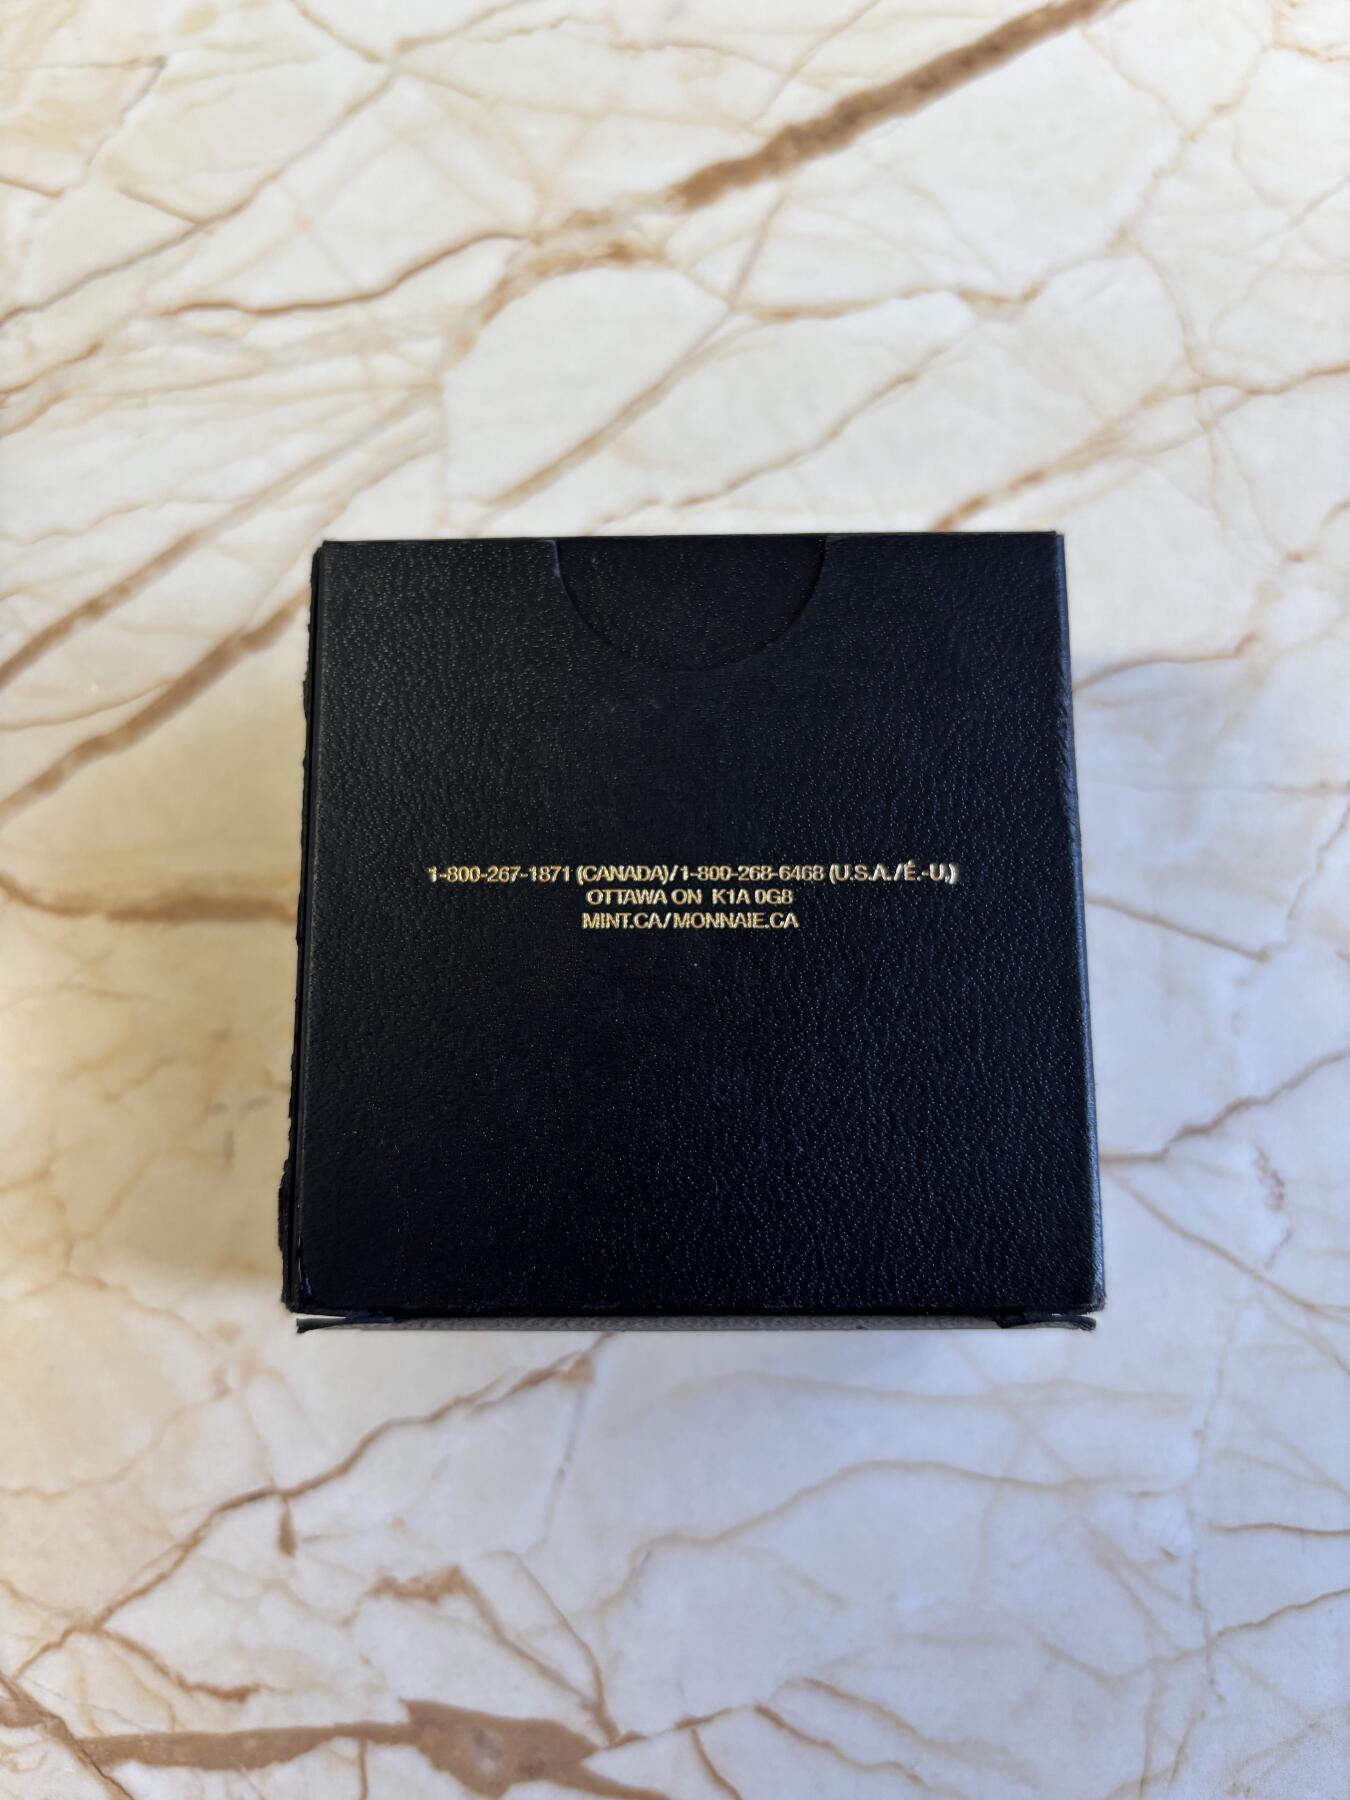 1-800-267-1871 (CANADA)/1-800-268-6468 (U.S.A./É.-U.)
OTTAWA ON K1A 0G8
MINT.CA/MONNAIE.CA